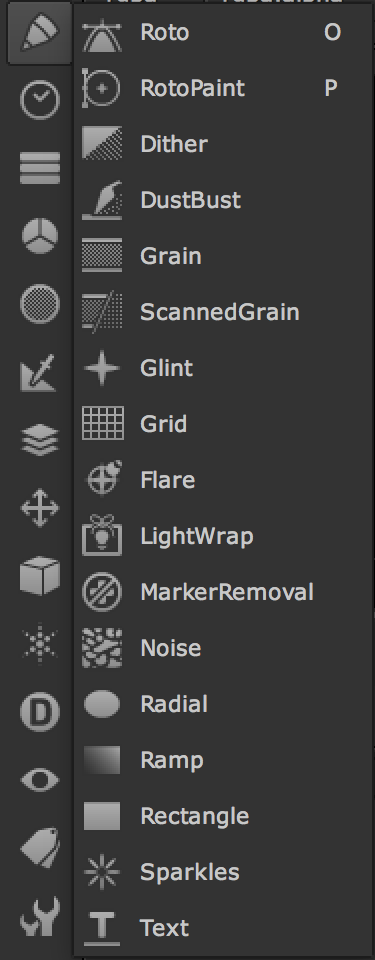 Roto O
RotoPaint P
Dither
DustBust
Grain
ScannedGrain
Glint
Grid
Flare
LightWrap
MarkerRemoval
Noise
Radial
Ramp
Rectangle
Sparkles
Text
D